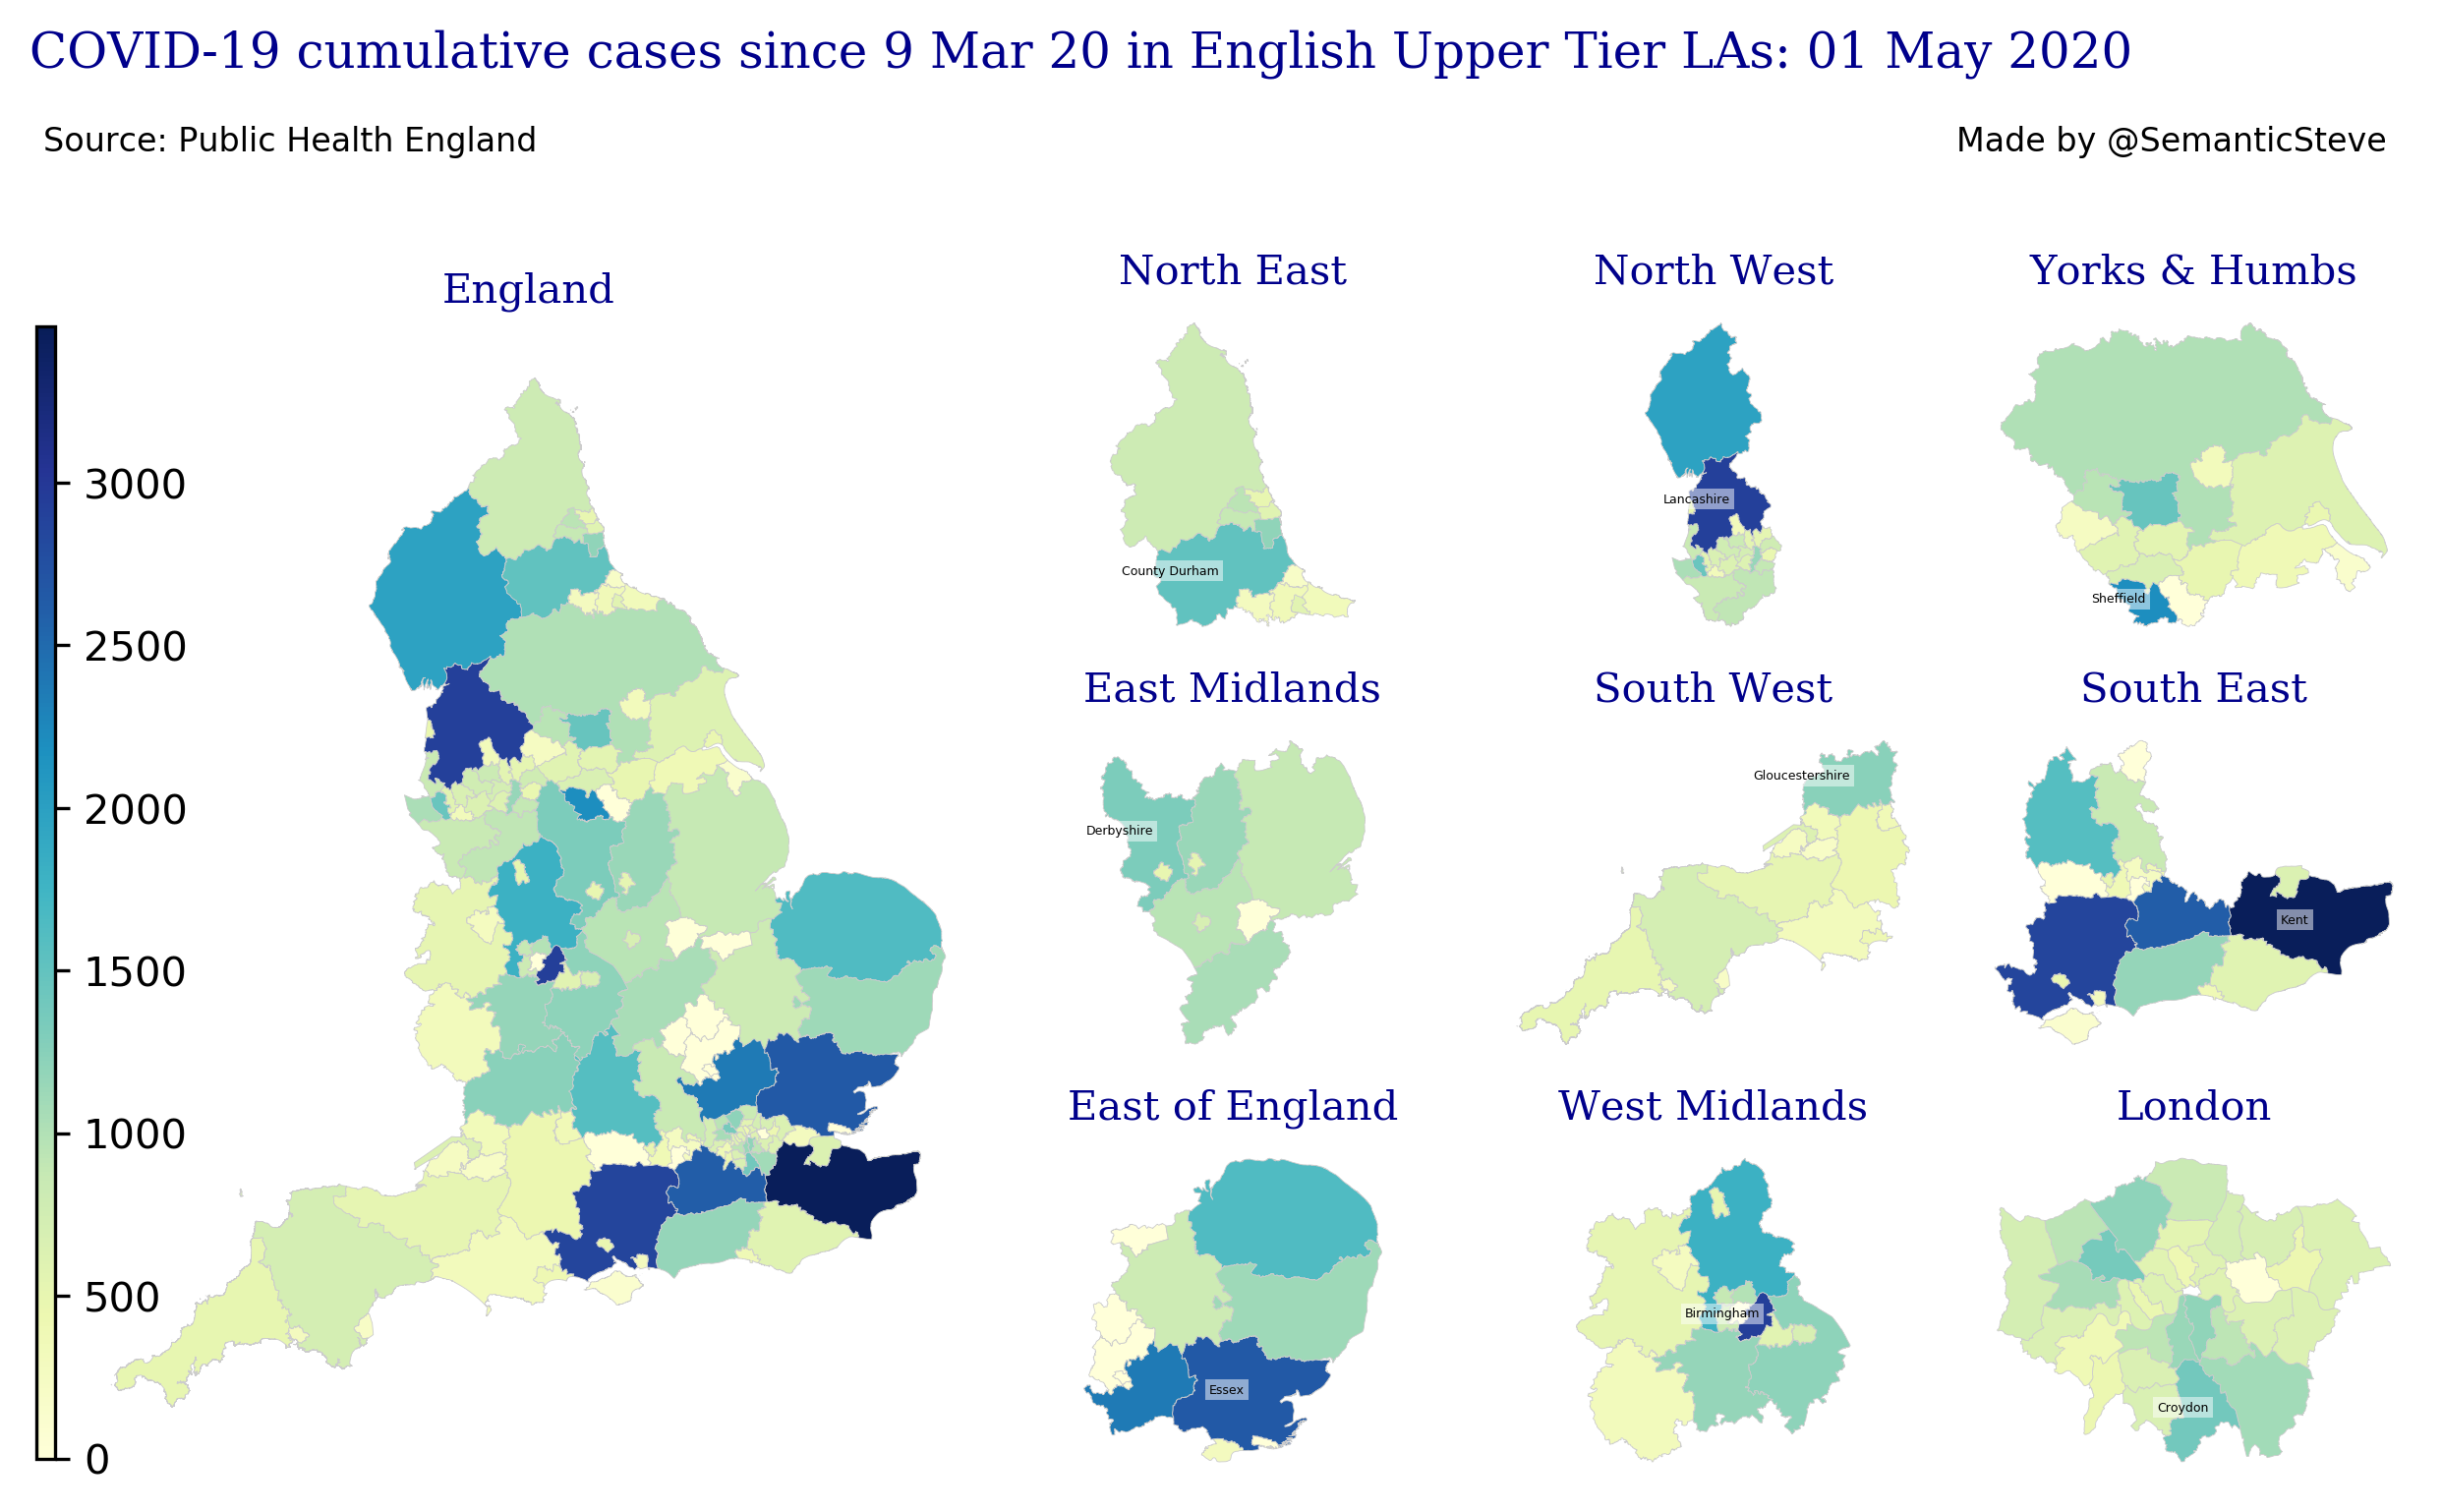 COVID-19 cumulative cases since 9 Mar 20 in English Upper Tier LAs: 01 May 2020
Source: Public Health England
Made by @SemanticSteve
England
3000
2500
2000
1500
1000
500
0
North East
County Durham
North West
Lancashire
Yorks & Humbs
Sheffield
East Midlands
Derbyshire
South West
Gloucestershire
South East
Kent
East of England
Essex
West Midlands
Birmingham
London
Croydon